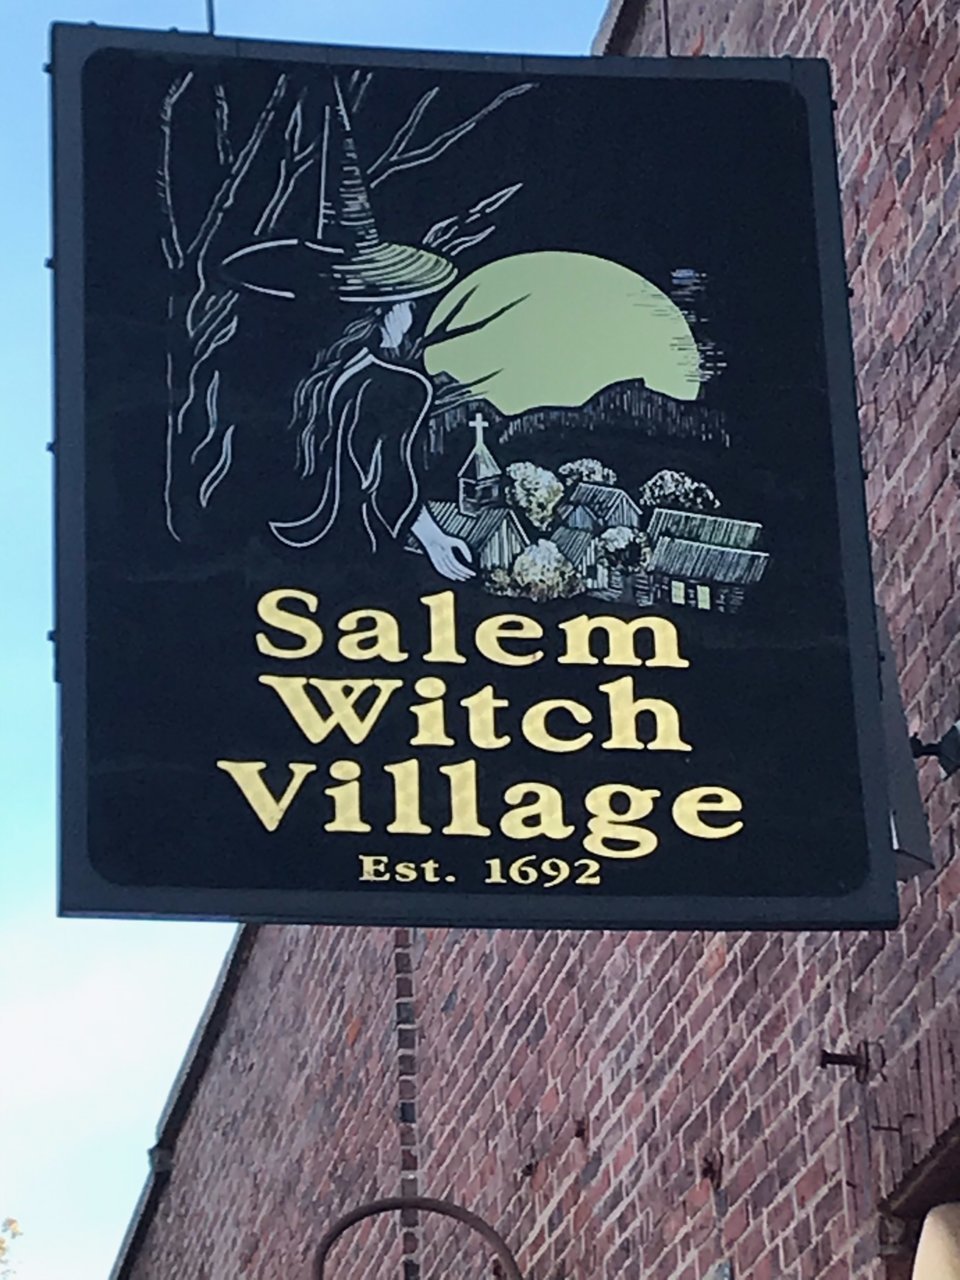 Salem
Witch
Village
Est. 1692